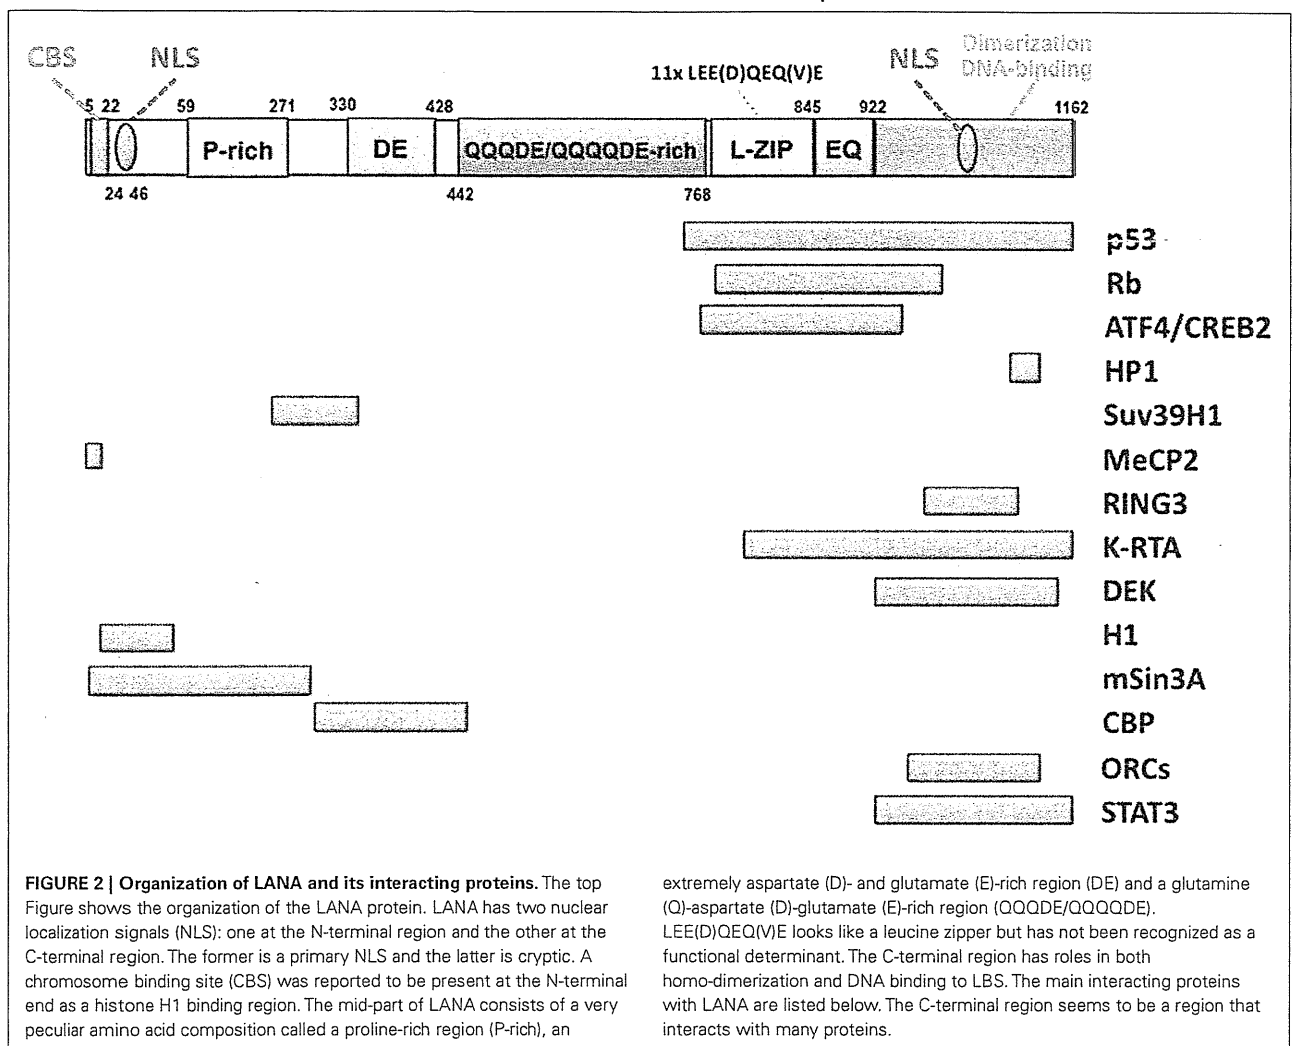 CBS NLS NLS Dimerization
DNA-binding
11x LEE(D)QEQ(V)E
5 22 59 271 330 428 845 922 1162
P-rich DE QQQDE/QQQQDE-rich L-ZIP EQ
24 46 442 768
p53
Rb
ATF4/CREB2
HP1
Suv39H1
MeCP2
RING3
K-RTA
DEK
H1
mSin3A
CBP
ORCs
STAT3
FIGURE 2 | Organization of LANA and its interacting proteins. The top
Figure shows the organization of the LANA protein. LANA has two nuclear
localization signals (NLS): one at the N-terminal region and the other at the
C-terminal region. The former is a primary NLS and the latter is cryptic. A
chromosome binding site (CBS) was reported to be present at the N-terminal
end as a histone H1 binding region. The mid-part of LANA consists of a very
peculiar amino acid composition called a proline-rich region (P-rich), an
extremely aspartate (D)- and glutamate (E)-rich region (DE) and a glutamine
(Q)-aspartate (D)-glutamate (E)-rich region (QQQDE/QQQQDE).
LEE(D)QEQ(V)E looks like a leucine zipper but has not been recognized as a
functional determinant. The C-terminal region has roles in both
homo-dimerization and DNA binding to LBS. The main interacting proteins
with LANA are listed below. The C-terminal region seems to be a region that
interacts with many proteins.